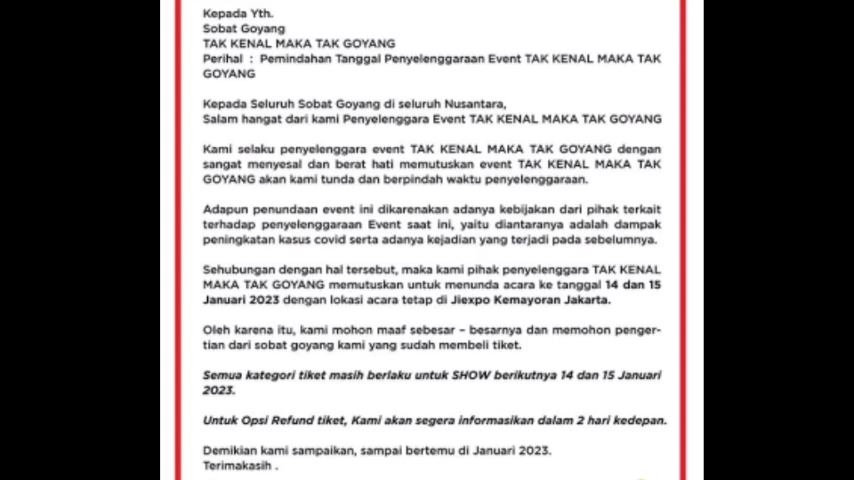 Kepada Yth.
Sobat Goyang
TAK KENAL MAKA TAK GOYANG
Perihal : Pemindahan Tanggal Penyelenggaraan Event TAK KENAL MAKA TAK
GOYANG
Kepada Seluruh Sobat Goyang di seluruh Nusantara,
Salam hangat dari kami Penyelenggara Event TAK KENAL MAKA TAK GOYANG
Kami selaku penyelenggara event TAK KENAL MAKA TAK GOYANG dengan
sangat menyesal dan berat hati memutuskan event TAK KENAL MAKA TAK
GOYANG akan kami tunda dan berpindah waktu penyelenggaraan.
Adapun penundaan event ini dikarenakan adanya kebijakan dari pihak terkait
terhadap penyelenggaraan Event saat ini, yaitu diantaranya adalah dampak
peningkatan kasus covid serta adanya kejadian yang terjadi pada sebelumnya.
Sehubungan dengan hal tersebut, maka kami pihak penyelenggara TAK KENAL
MAKA TAK GOYANG memutuskan untuk menunda acara ke tanggal 14 dan 15
Januari 2023 dengan lokasi acara tetap di Jiexpo Kemayoran Jakarta.
Oleh karena itu, kami mohon maaf sebesar – besarnya dan memohon penger-
tian dari sobat goyang kami yang sudah membeli tiket.
Semua kategori tiket masih berlaku untuk SHOW berikutnya 14 dan 15 Januari
2023.
Untuk Opsi Refund tiket, Kami akan segera informasikan dalam 2 hari kedepan.
Demikian kami sampaikan, sampai bertemu di Januari 2023.
Terimakasih .